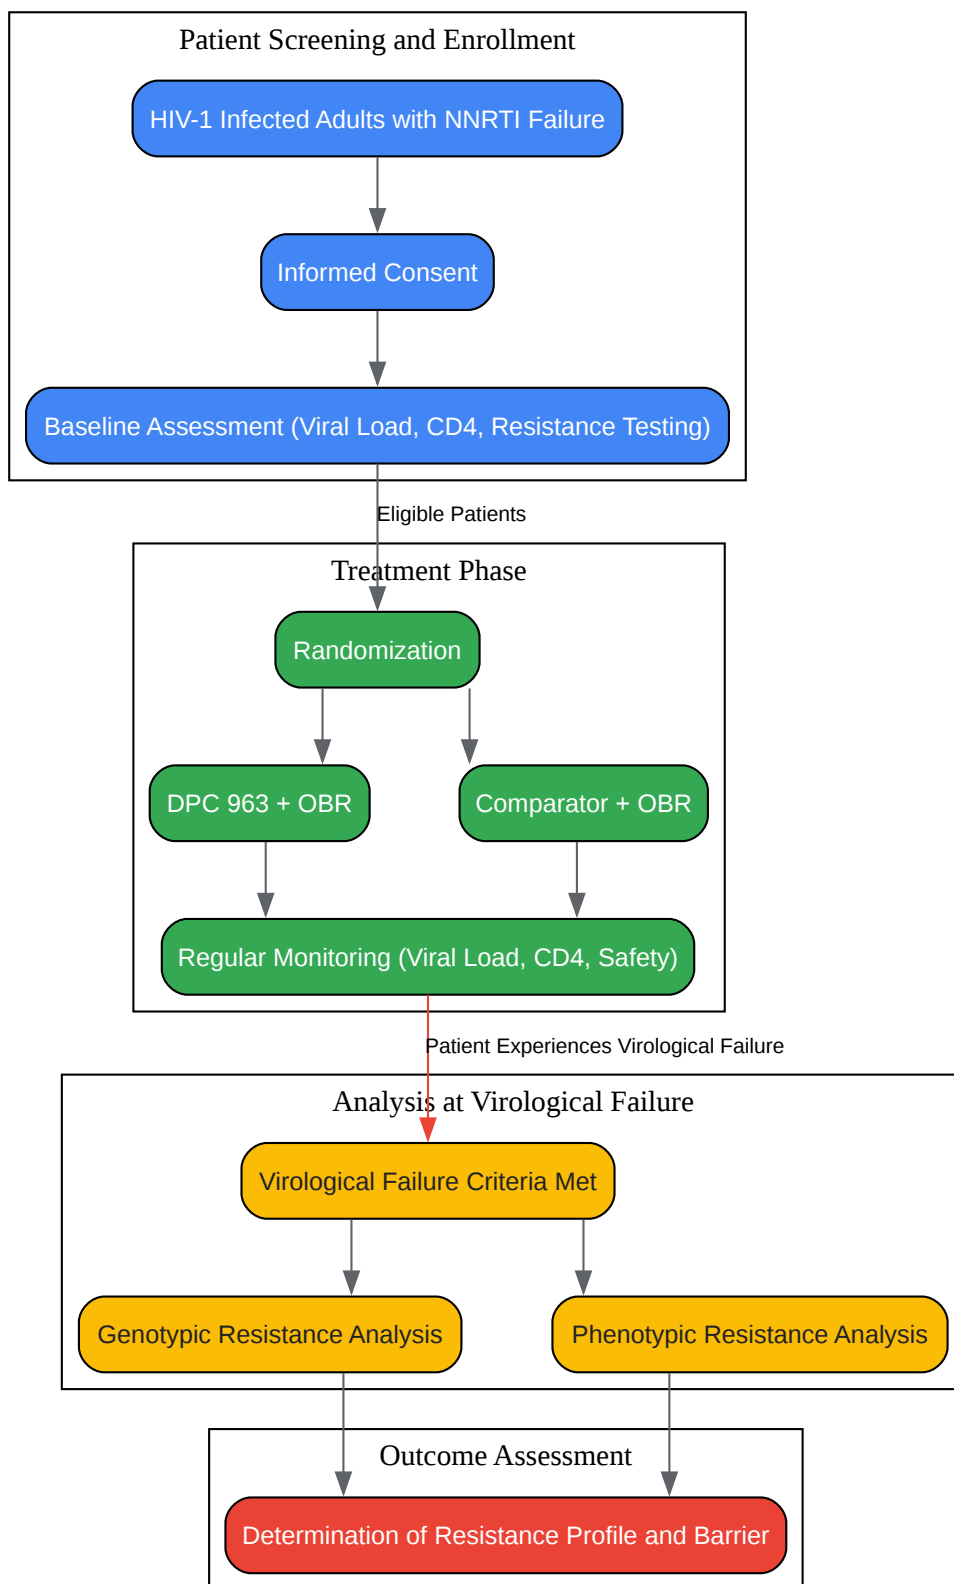 Patient Screening and Enrollment
HIV-1 Infected Adults with NNRTI Failure
Informed Consent
Baseline Assessment (Viral Load, CD4, Resistance Testing)
Eligible Patients
Treatment Phase
Randomization
DPC 963 + OBR
Comparator + OBR
Regular Monitoring (Viral Load, CD4, Safety)
Patient Experiences Virological Failure
Analysis at Virological Failure
Virological Failure Criteria Met
Genotypic Resistance Analysis
Phenotypic Resistance Analysis
Outcome Assessment
Determination of Resistance Profile and Barrier